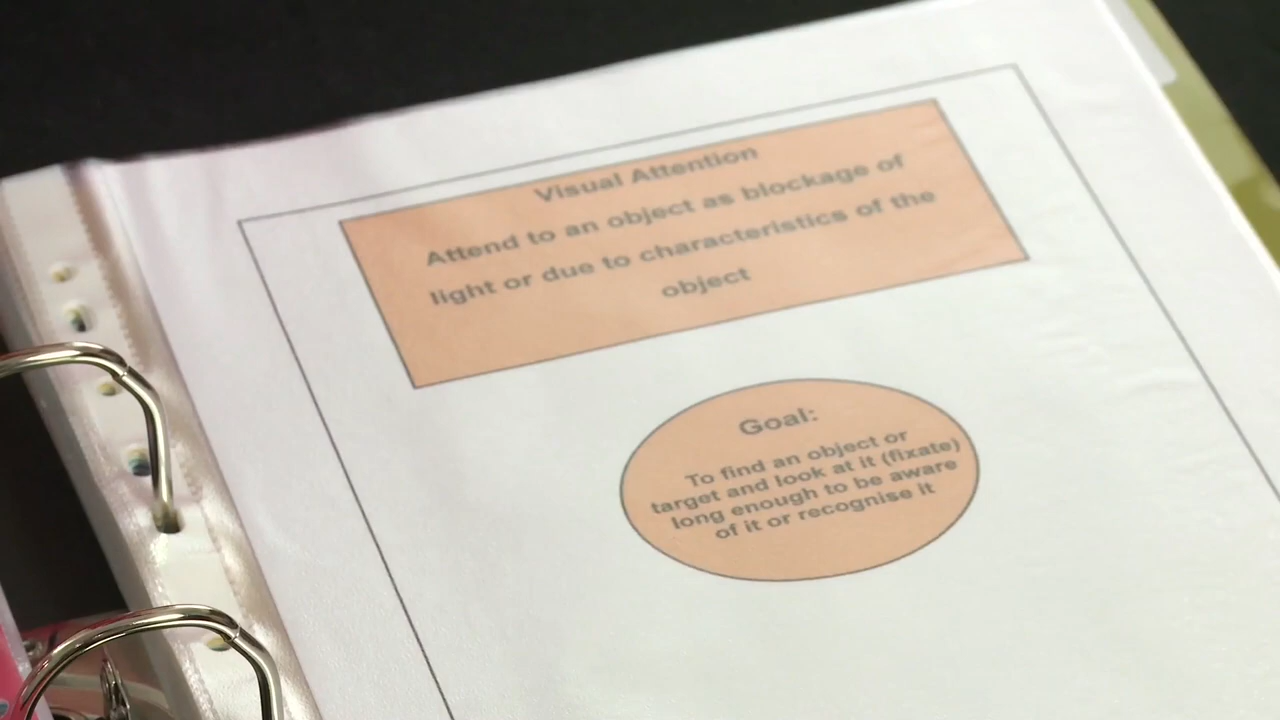 Visual Attention
Attend to an object as blockage of
light or due to characteristics of the
object
Goal:
To find an object or
target and look at it (fixate)
long enough to be aware
of it or recognise it